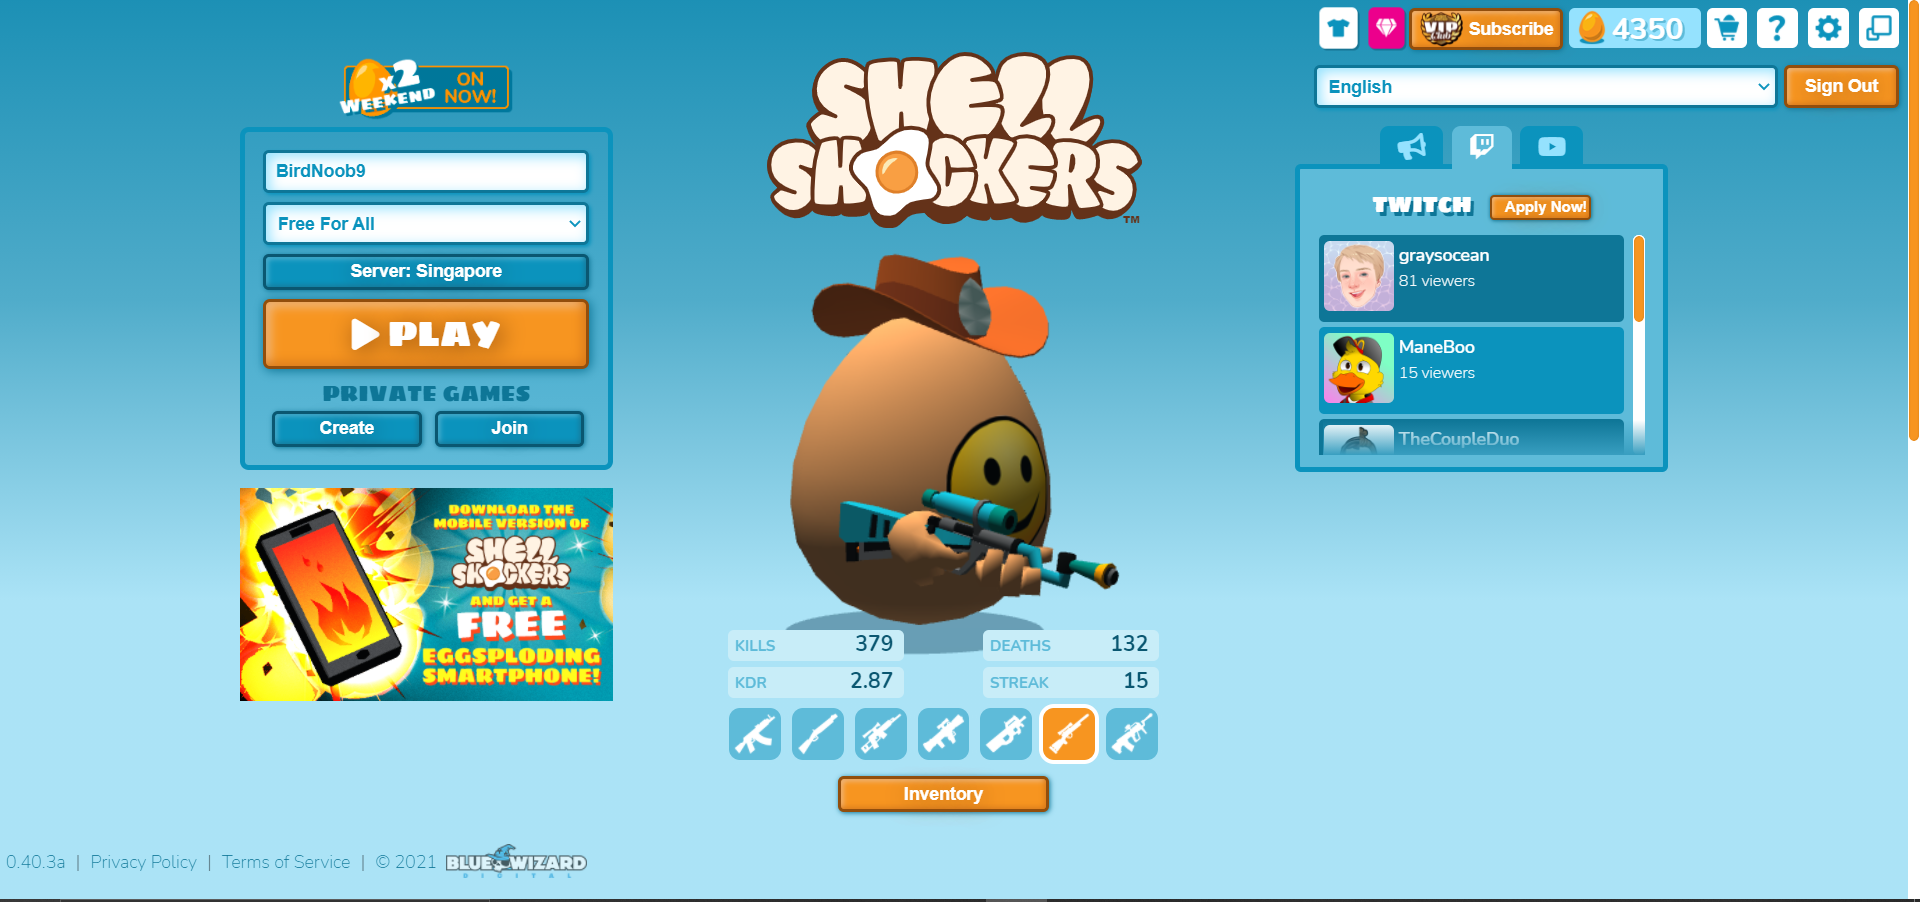 VIP
Club
Subscribe
4350
?
English
Sign Out
x2
WEEKEND
ON
NOW!
SHELL
SHOCKERS
TM
BirdNoob9
Free For All
Server: Singapore
PLAY
PRIVATE GAMES
Create
Join
TWITCH
Apply Now!
graysocean
81 viewers
ManeBoo
15 viewers
TheCoupleDuo
DOWNLOAD THE
MOBILE VERSION OF
SHELL
SHOCKERS
AND GET A
FREE
EGGSPLODING
SMARTPHONE!
KILLS 379
DEATHS 132
KDR 2.87
STREAK 15
Inventory
0.40.3a | Privacy Policy | Terms of Service | © 2021 BLUE WIZARD
DIGITAL